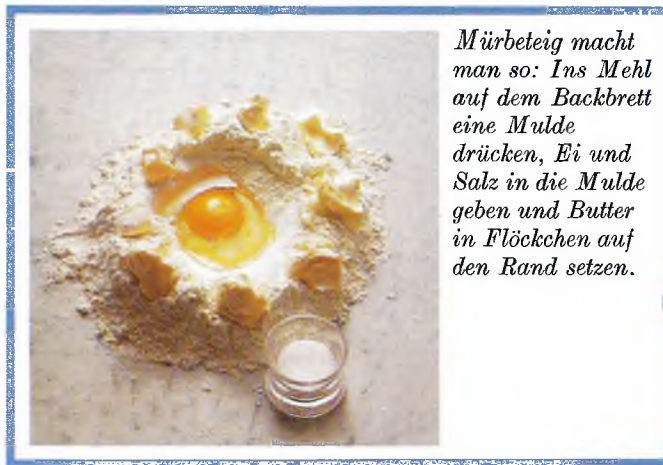 Mürbeteig macht
man so: Ins Mehl
auf dem Backbrett
eine Mulde
drücken, Ei und
Salz in die Mulde
geben und Butter
in Flöckchen auf
den Rand setzen.